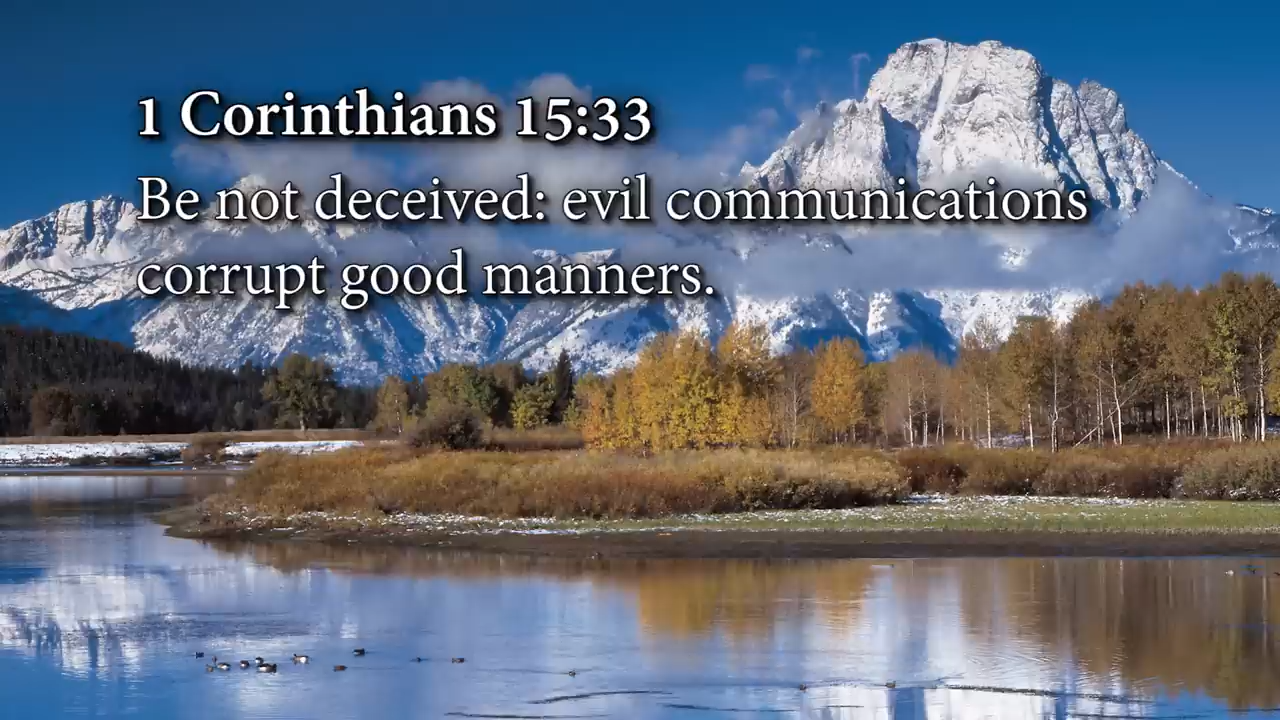 1 Corinthians 15:33
Be not deceived: evil communications
corrupt good manners.